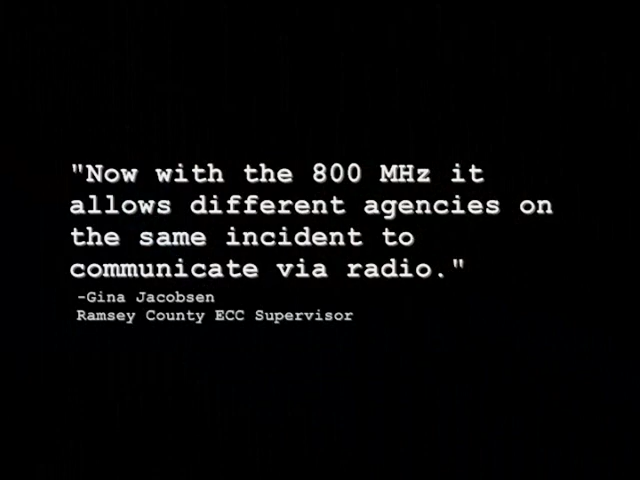 "Now with the 800 MHz it
allows different agencies on
the same incident to
communicate via radio."
-Gina Jacobsen
Ramsey County ECC Supervisor